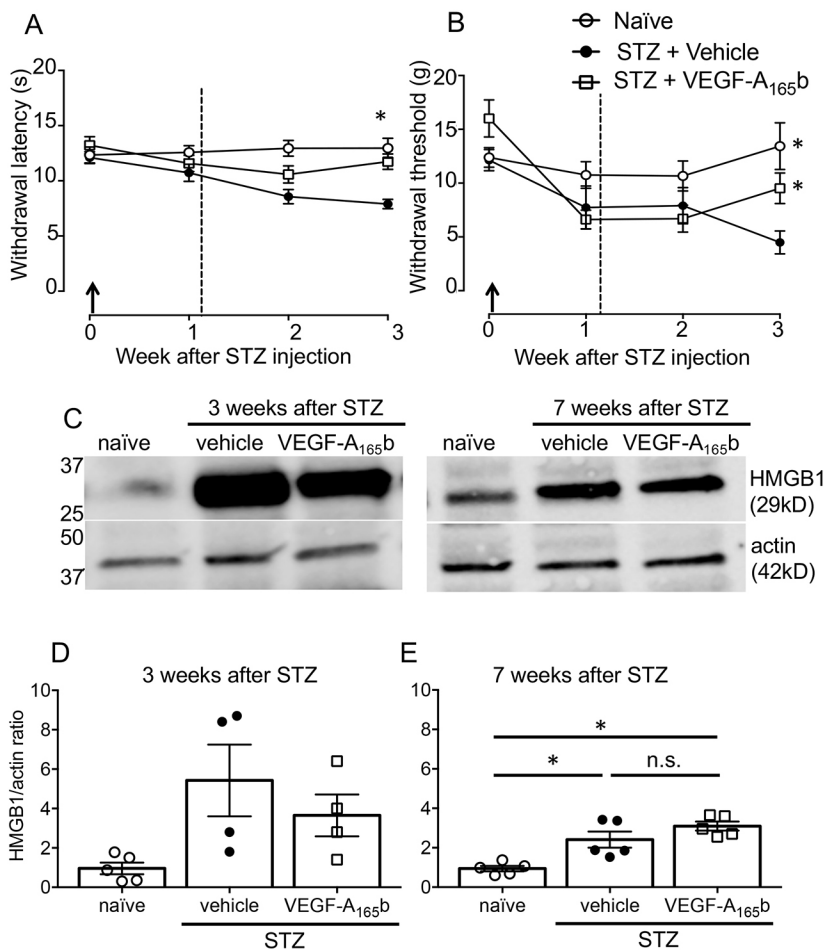 A
Withdrawal latency (s)
20
15
10
5
0
*
0 1 2 3
Week after STZ injection
B
Naïve
STZ + Vehicle
STZ + VEGF-A₁₆₅b
Withdrawal threshold (g)
20
15
10
5
0
*
*
0 1 2 3
Week after STZ injection
C
3 weeks after STZ
naïve vehicle VEGF-A₁₆₅b
37
25
50
37
7 weeks after STZ
naïve vehicle VEGF-A₁₆₅b
HMGB1
(29kD)
actin
(42kD)
D
3 weeks after STZ
HMGB1/actin ratio
10
8
6
4
2
0
naïve vehicle VEGF-A₁₆₅b
STZ
E
7 weeks after STZ
10
8
6
4
2
0
*
* n.s.
naïve vehicle VEGF-A₁₆₅b
STZ